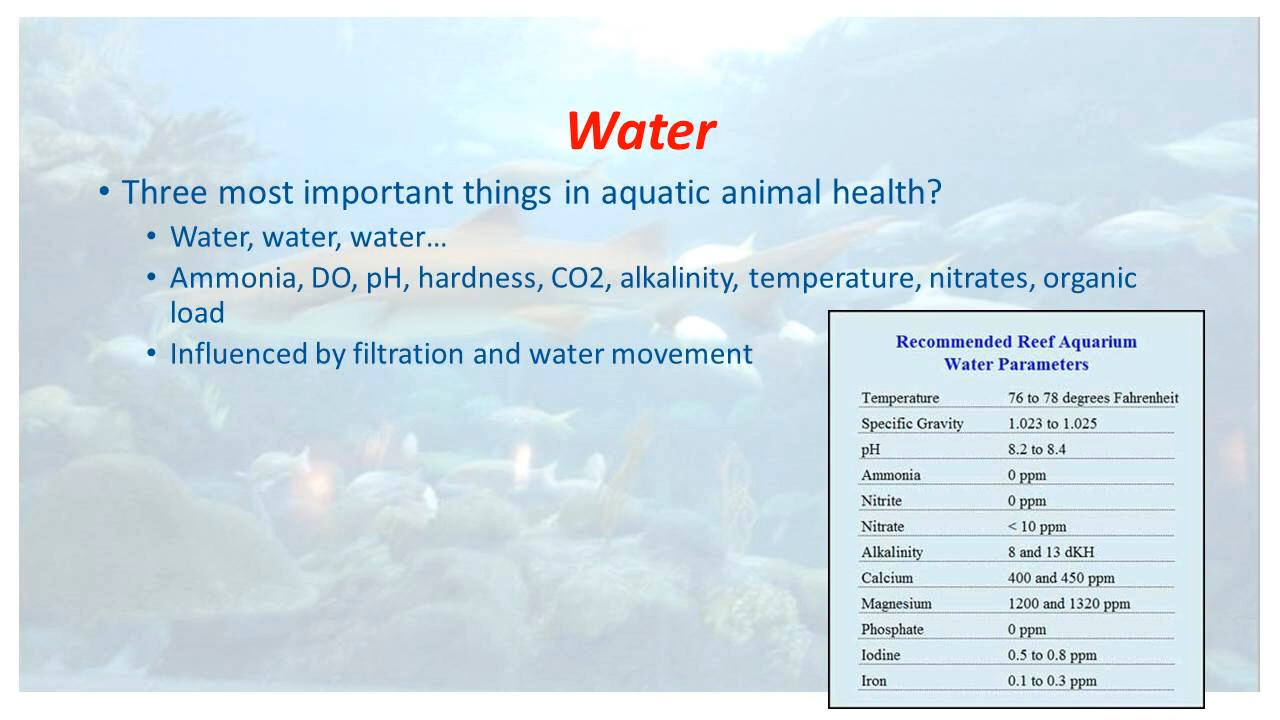 Water
• Three most important things in aquatic animal health?
• Water, water, water…
• Ammonia, DO, pH, hardness, CO2, alkalinity, temperature, nitrates, organic
load
• Influenced by filtration and water movement
Recommended Reef Aquarium
Water Parameters
Temperature 76 to 78 degrees Fahrenheit
Specific Gravity 1.023 to 1.025
pH 8.2 to 8.4
Ammonia 0 ppm
Nitrite 0 ppm
Nitrate < 10 ppm
Alkalinity 8 and 13 dKH
Calcium 400 and 450 ppm
Magnesium 1200 and 1320 ppm
Phosphate 0 ppm
Iodine 0.5 to 0.8 ppm
Iron 0.1 to 0.3 ppm